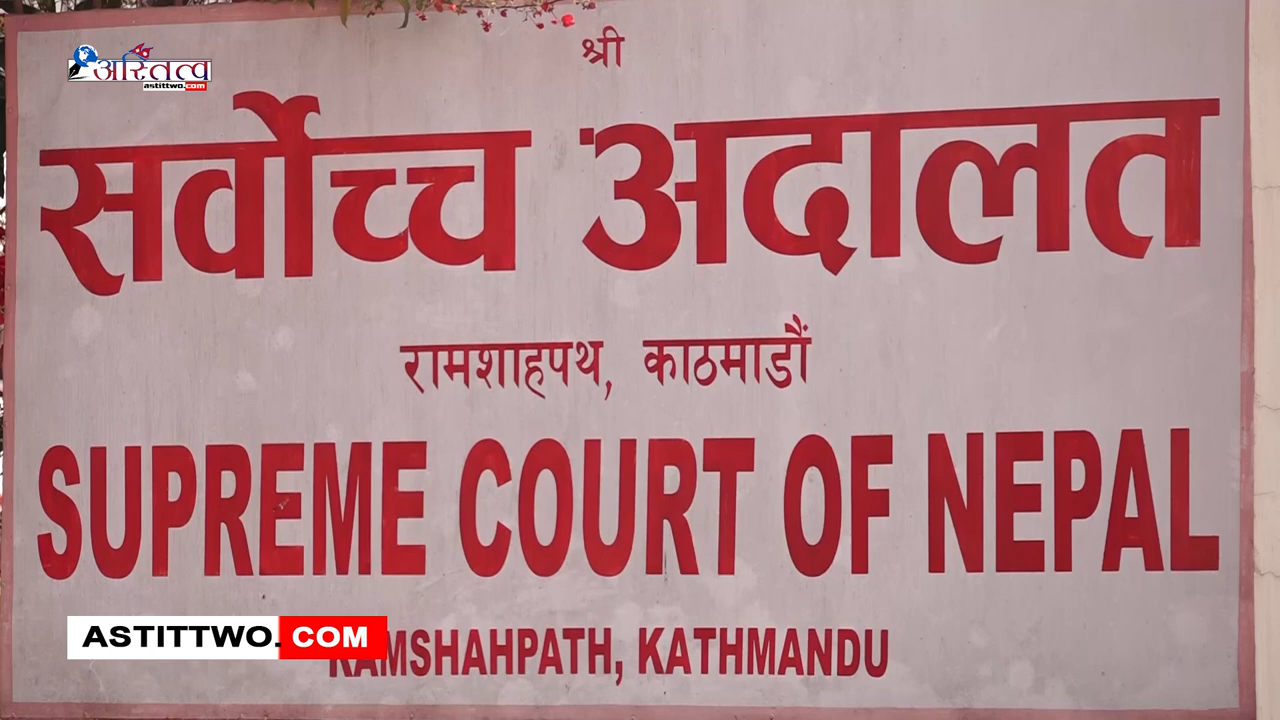 श्री
अस्तित्व
astittwo.com
सर्वोच्च अदालत
रामशाहपथ, काठमाडौं
SUPREME COURT OF NEPAL
ASTITTWO.COM
RAMSHAHPATH, KATHMANDU